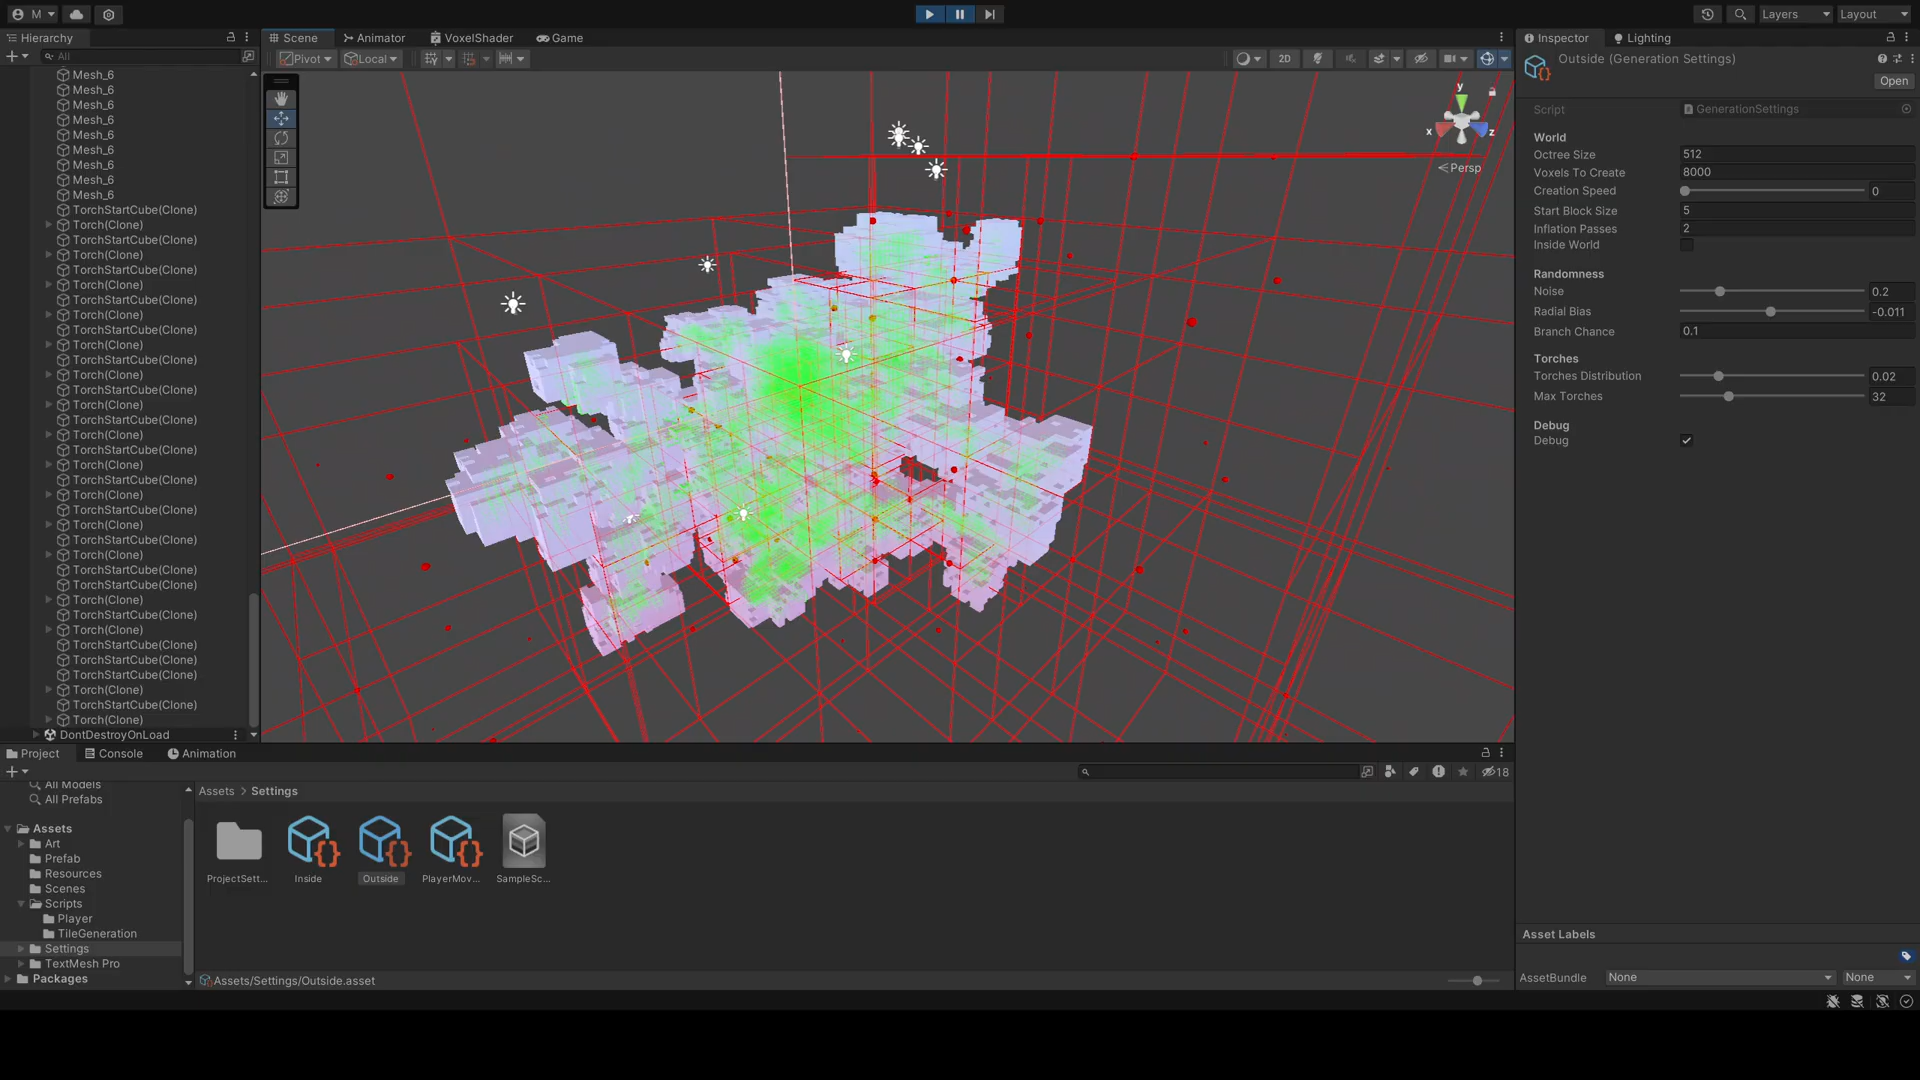 M
Layers
Layout
Hierarchy
All
Mesh_6
Mesh_6
Mesh_6
Mesh_6
Mesh_6
Mesh_6
Mesh_6
Mesh_6
Mesh_6
TorchStartCube(Clone)
Torch(Clone)
TorchStartCube(Clone)
Torch(Clone)
TorchStartCube(Clone)
Torch(Clone)
TorchStartCube(Clone)
Torch(Clone)
TorchStartCube(Clone)
Torch(Clone)
TorchStartCube(Clone)
Torch(Clone)
TorchStartCube(Clone)
Torch(Clone)
TorchStartCube(Clone)
Torch(Clone)
TorchStartCube(Clone)
Torch(Clone)
TorchStartCube(Clone)
Torch(Clone)
TorchStartCube(Clone)
Torch(Clone)
TorchStartCube(Clone)
Torch(Clone)
TorchStartCube(Clone)
TorchStartCube(Clone)
Torch(Clone)
TorchStartCube(Clone)
Torch(Clone)
TorchStartCube(Clone)
TorchStartCube(Clone)
TorchStartCube(Clone)
Torch(Clone)
TorchStartCube(Clone)
Torch(Clone)
DontDestroyOnLoad
Scene
Animator
VoxelShader
Game
Pivot
Local
2D
y
x
z
Persp
Inspector
Lighting
Outside (Generation Settings)
Open
Script
GenerationSettings
World
Octree Size 512
Voxels To Create 8000
Creation Speed 0
Start Block Size 5
Inflation Passes 2
Inside World
Randomness
Noise 0.2
Radial Bias -0.011
Branch Chance 0.1
Torches
Torches Distribution 0.02
Max Torches 32
Debug
Debug
Project
Console
Animation
18
All Models
All Prefabs
Assets
Art
Prefab
Resources
Scenes
Scripts
Player
TileGeneration
Settings
TextMesh Pro
Packages
Assets > Settings
ProjectSett...
Inside
Outside
PlayerMov...
SampleSc...
Assets/Settings/Outside.asset
Asset Labels
AssetBundle
None
None